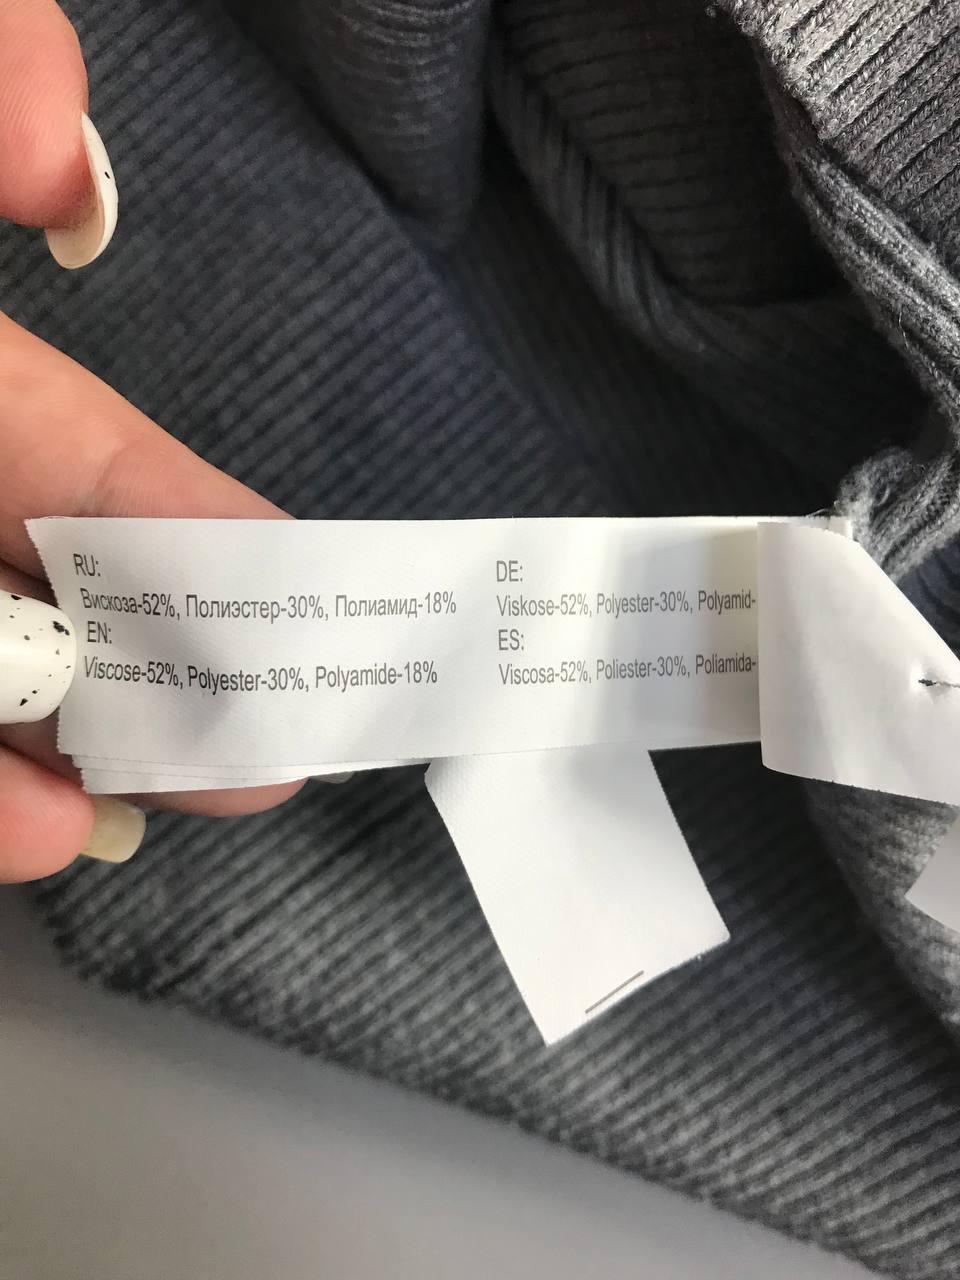 RU:
Вискоза-52%, Полиэстер-30%, Полиамид-18%
EN:
Viscose-52%, Polyester-30%, Polyamide-18%
DE:
Viskose-52%, Polyester-30%, Polyamid-
ES:
Viscosa-52%, Poliester-30%, Poliamida-